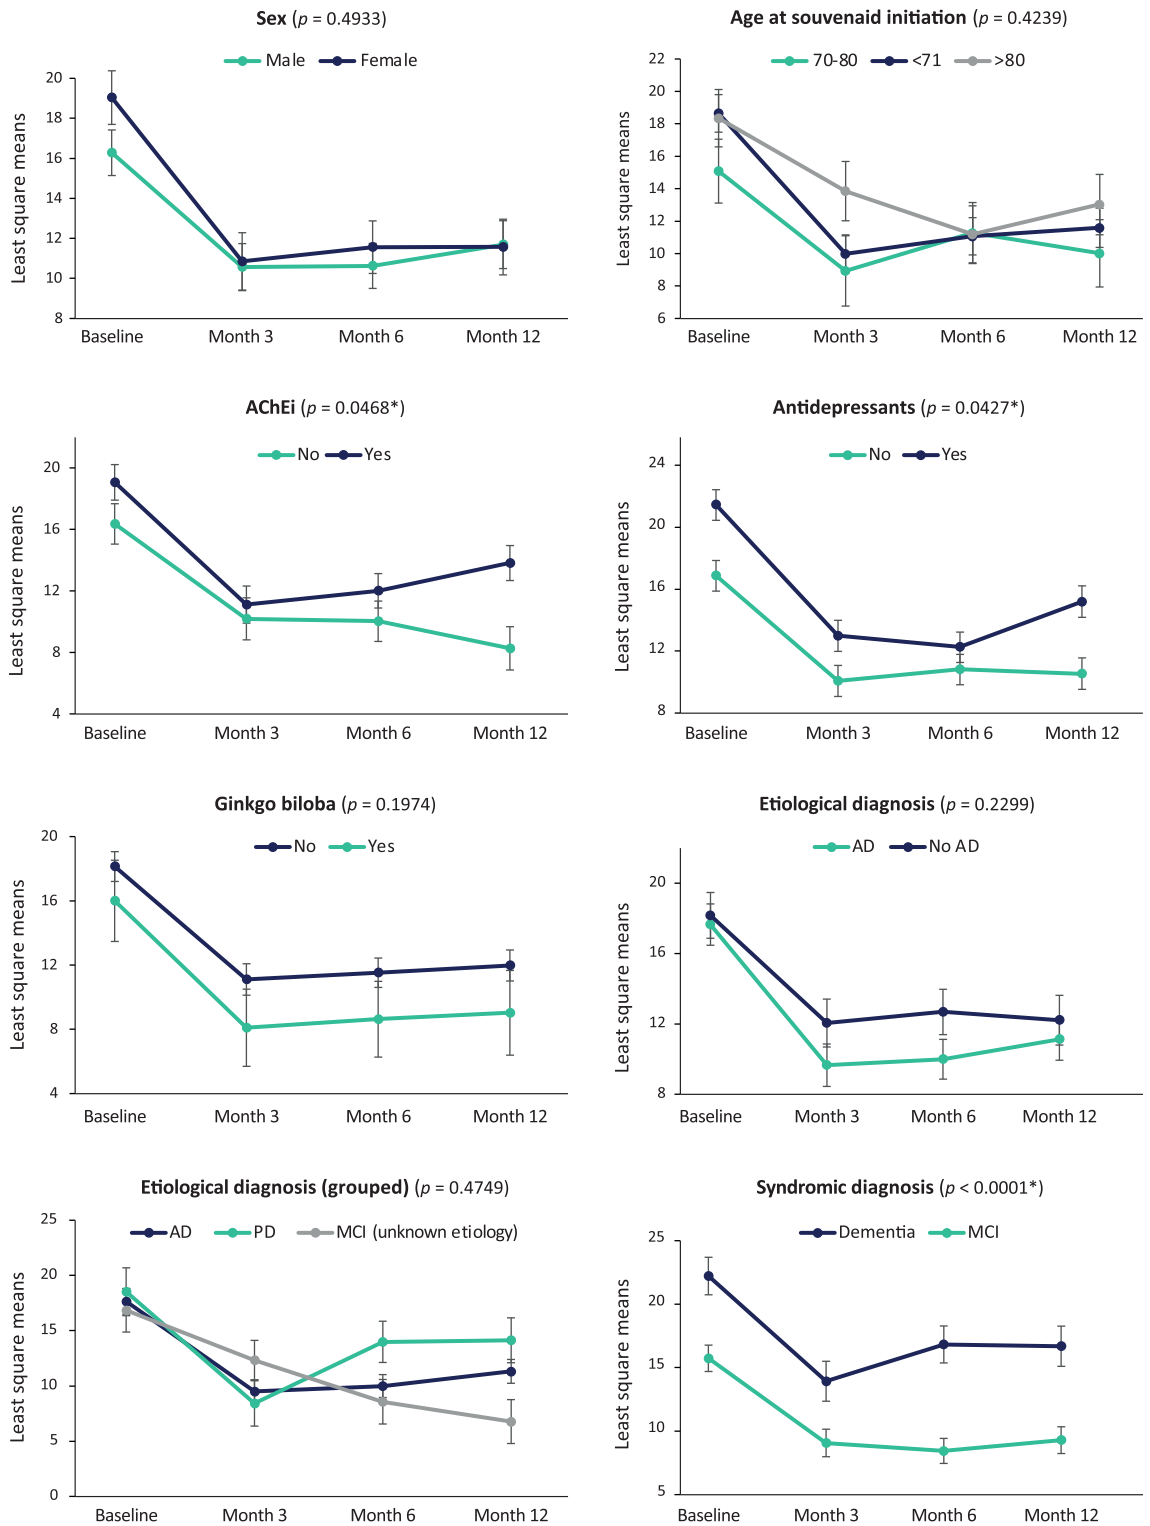 Sex (p = 0.4933)
Male Female
Least square means
20
18
16
14
12
10
8
Baseline Month 3 Month 6 Month 12
Age at souvenaid initiation (p = 0.4239)
70-80 <71 >80
Least square means
22
20
18
16
14
12
10
8
6
Baseline Month 3 Month 6 Month 12
AChEi (p = 0.0468*)
No Yes
Least square means
20
16
12
8
4
Baseline Month 3 Month 6 Month 12
Antidepressants (p = 0.0427*)
No Yes
Least square means
24
20
16
12
8
Baseline Month 3 Month 6 Month 12
Ginkgo biloba (p = 0.1974)
No Yes
Least square means
20
16
12
8
4
Baseline Month 3 Month 6 Month 12
Etiological diagnosis (p = 0.2299)
AD No AD
Least square means
20
16
12
8
Baseline Month 3 Month 6 Month 12
Etiological diagnosis (grouped) (p = 0.4749)
AD PD MCI (unknown etiology)
Least square means
25
20
15
10
5
0
Baseline Month 3 Month 6 Month 12
Syndromic diagnosis (p < 0.0001*)
Dementia MCI
Least square means
25
20
15
10
5
Baseline Month 3 Month 6 Month 12